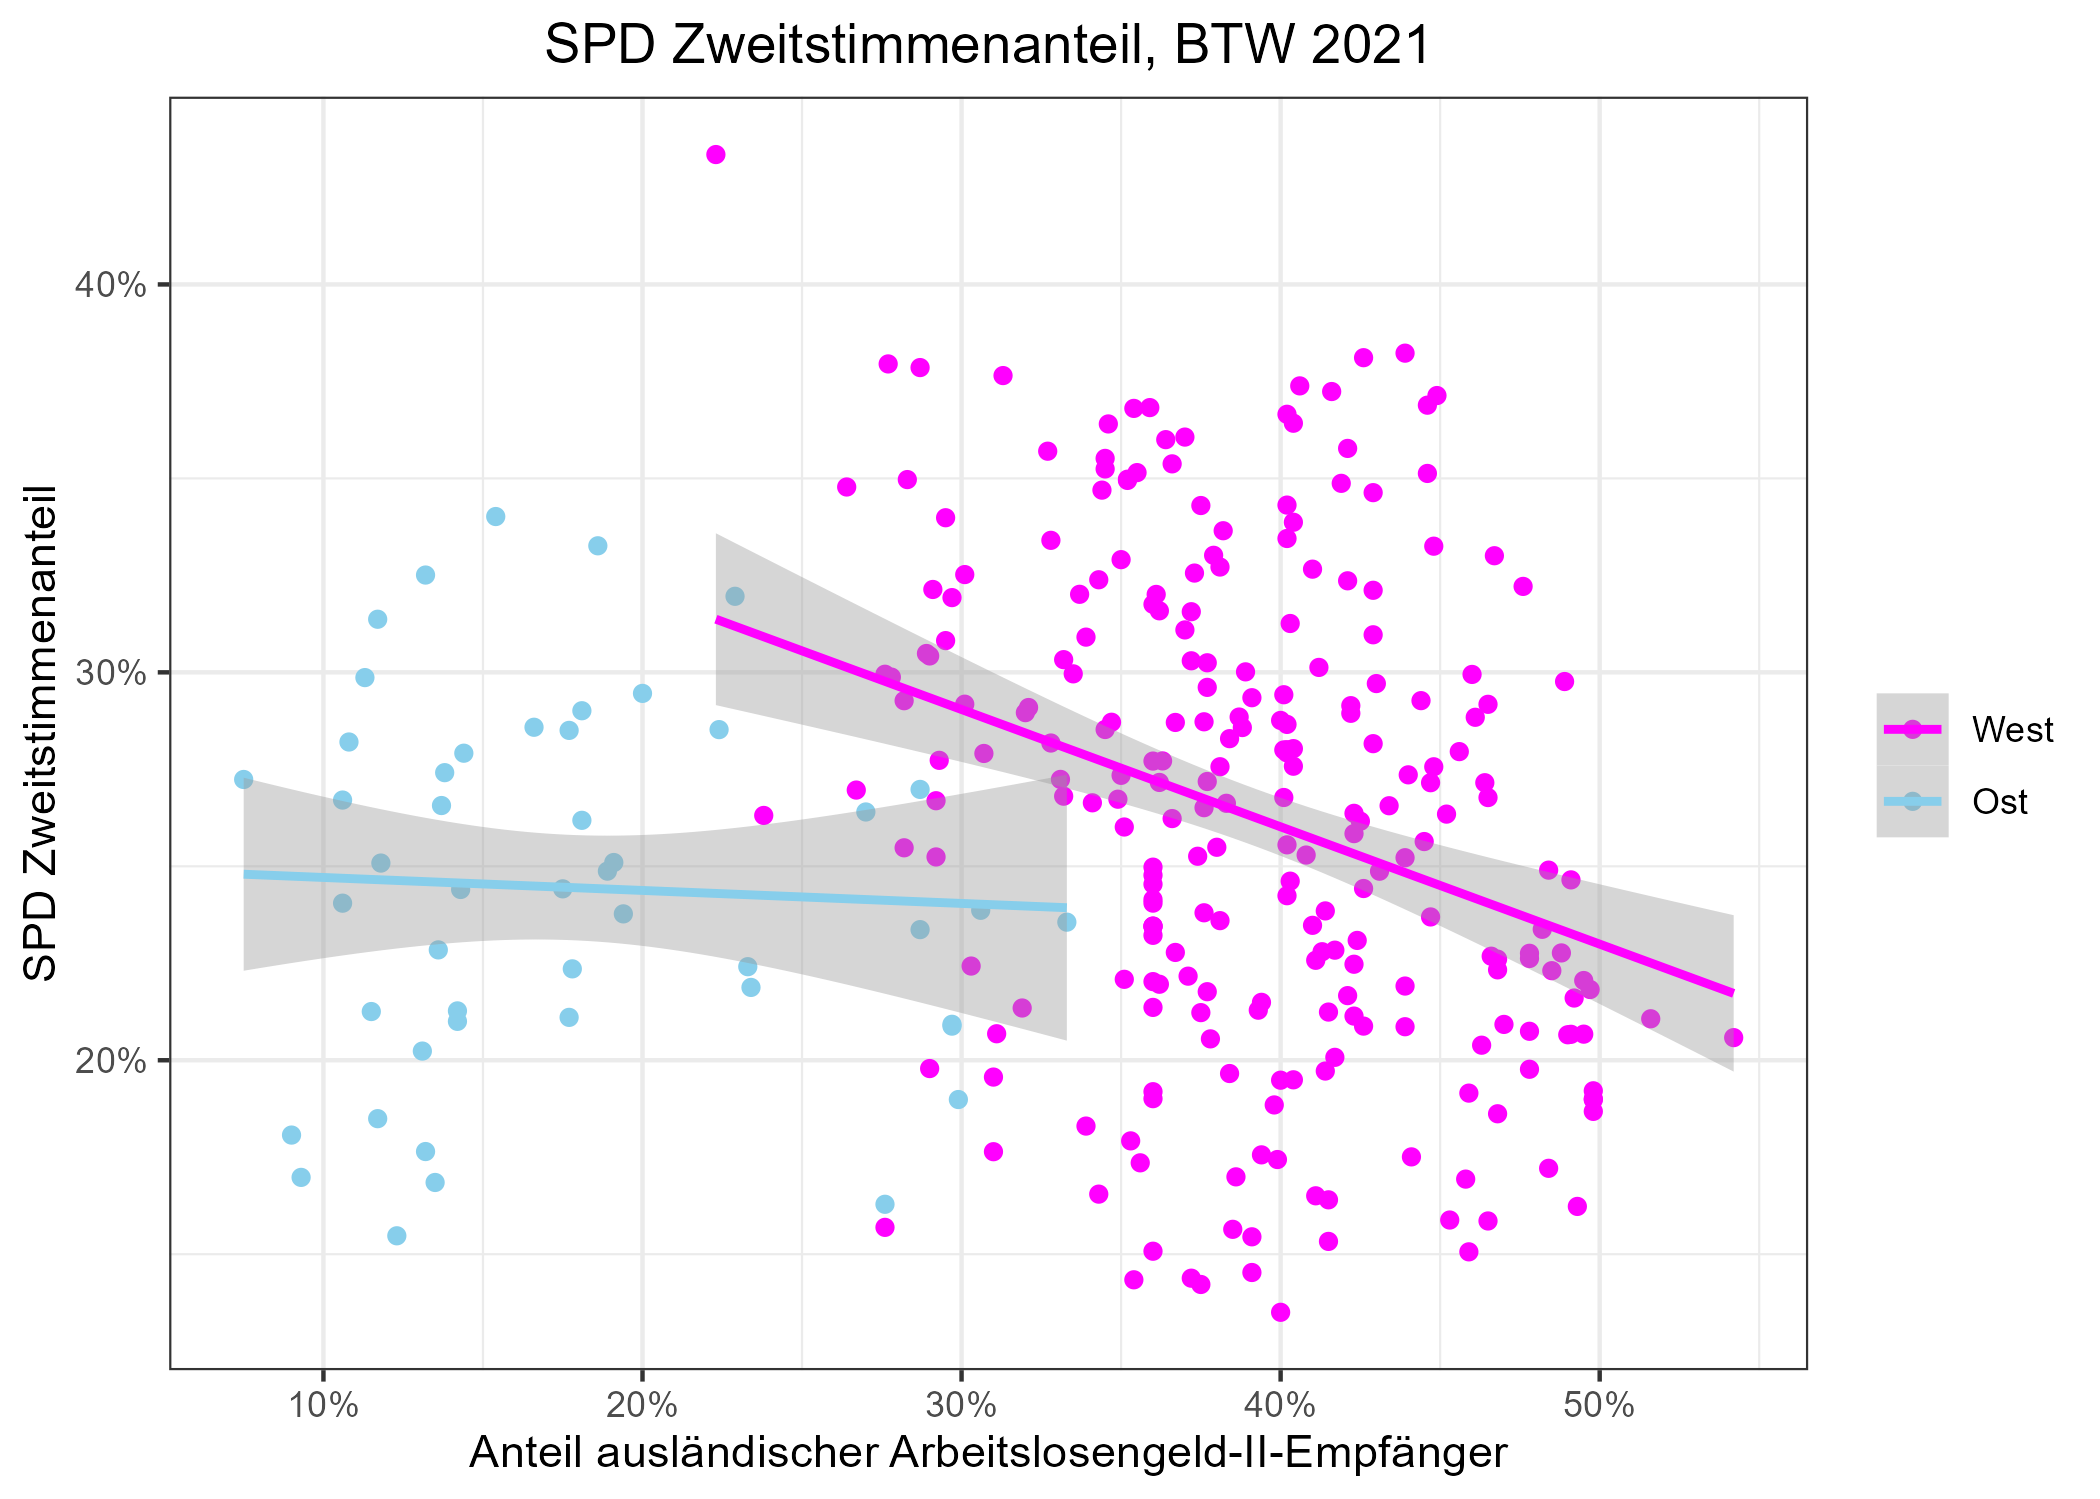 SPD Zweitstimmenanteil, BTW 2021
SPD Zweitstimmenanteil
40%
30%
20%
10%
20%
30%
40%
50%
Anteil ausländischer Arbeitslosengeld-II-Empfänger
West
Ost